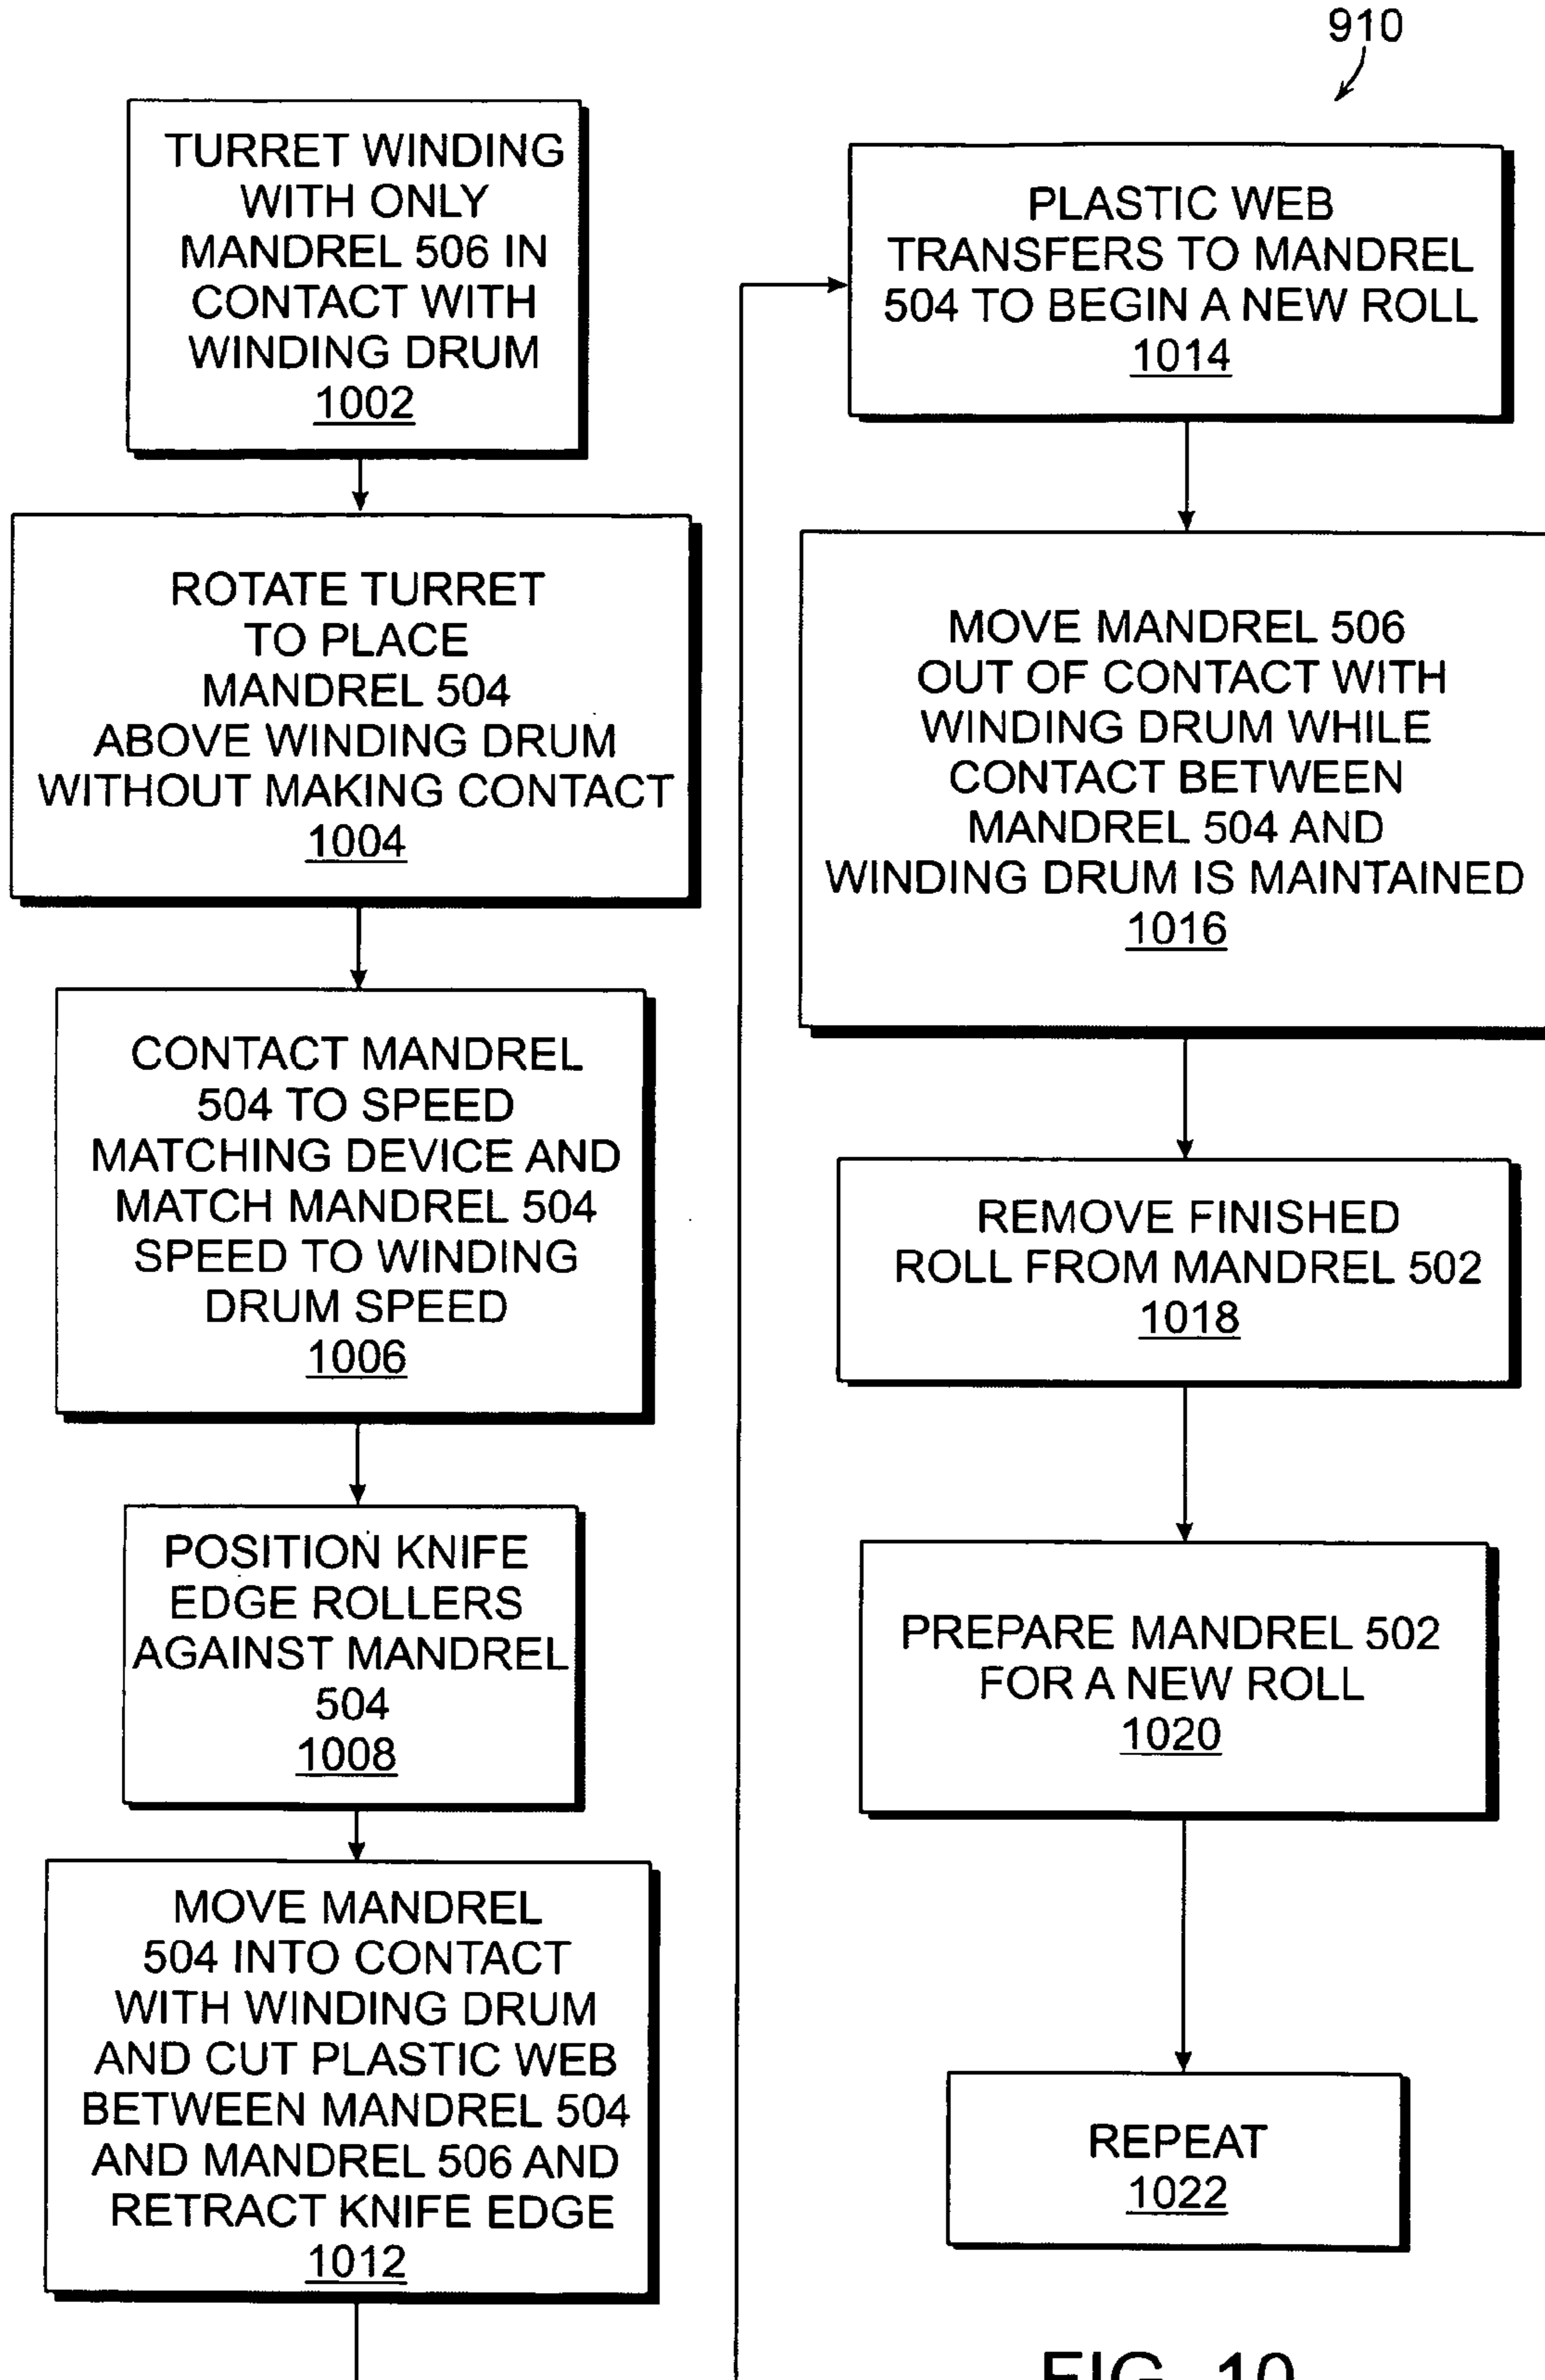 910
TURRET WINDING
WITH ONLY
MANDREL 506 IN
CONTACT WITH
WINDING DRUM
1002
ROTATE TURRET
TO PLACE
MANDREL 504
ABOVE WINDING DRUM
WITHOUT MAKING CONTACT
1004
CONTACT MANDREL
504 TO SPEED
MATCHING DEVICE AND
MATCH MANDREL 504
SPEED TO WINDING
DRUM SPEED
1006
POSITION KNIFE
EDGE ROLLERS
AGAINST MANDREL
504
1008
MOVE MANDREL
504 INTO CONTACT
WITH WINDING DRUM
AND CUT PLASTIC WEB
BETWEEN MANDREL 504
AND MANDREL 506 AND
RETRACT KNIFE EDGE
1012
PLASTIC WEB
TRANSFERS TO MANDREL
504 TO BEGIN A NEW ROLL
1014
MOVE MANDREL 506
OUT OF CONTACT WITH
WINDING DRUM WHILE
CONTACT BETWEEN
MANDREL 504 AND
WINDING DRUM IS MAINTAINED
1016
REMOVE FINISHED
ROLL FROM MANDREL 502
1018
PREPARE MANDREL 502
FOR A NEW ROLL
1020
REPEAT
1022
FIG. 10